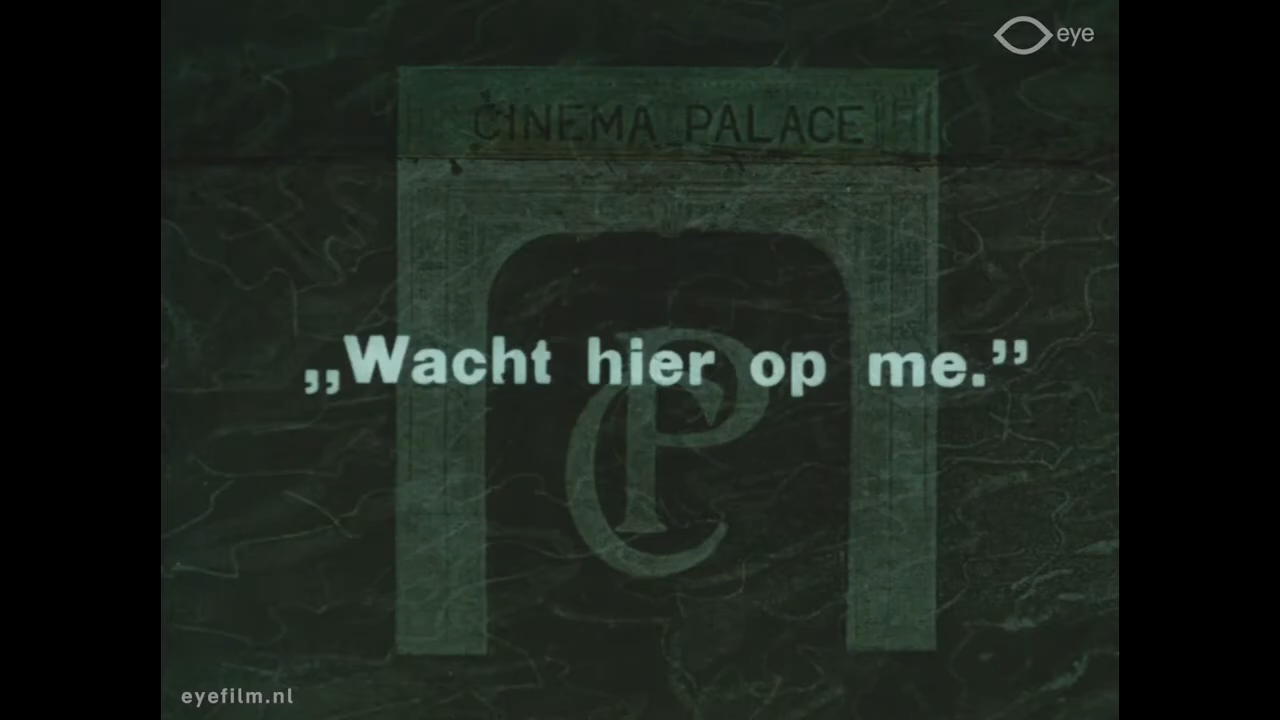 eye
CINEMA PALACE
„Wacht hier op me.”
CP
eyefilm.nl